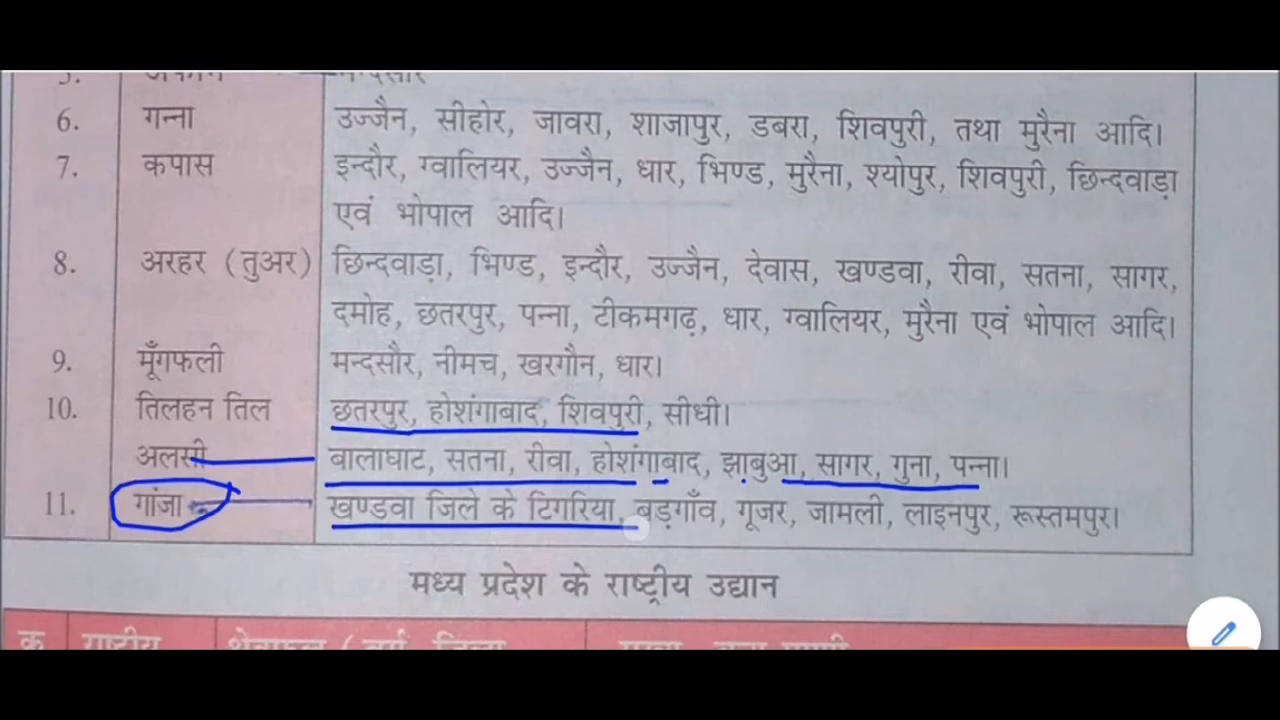 6. गन्ना उज्जैन, सीहोर, जावरा, शाजापुर, डबरा, शिवपुरी, तथा मुरैना आदि।
7. कपास इन्दौर, ग्वालियर, उज्जैन, धार, भिण्ड, मुरैना, श्योपुर, शिवपुरी, छिन्दवाड़ा
एवं भोपाल आदि।
8. अरहर (तुअर) छिन्दवाड़ा, भिण्ड, इन्दौर, उज्जैन, देवास, खण्डवा, रीवा, सतना, सागर,
दमोह, छतरपुर, पन्ना, टीकमगढ़, धार, ग्वालियर, मुरैना एवं भोपाल आदि।
9. मूँगफली मन्दसौर, नीमच, खरगौन, धार।
10. तिलहन तिल छतरपुर, होशंगाबाद, शिवपुरी, सीधी।
अलसी बालाघाट, सतना, रीवा, होशंगाबाद, झाबुआ, सागर, गुना, पन्ना।
11. गांजा खण्डवा जिले के टिगरिया, बड़गाँव, गूजर, जामली, लाइनपुर, रूस्तमपुर।
मध्य प्रदेश के राष्ट्रीय उद्यान